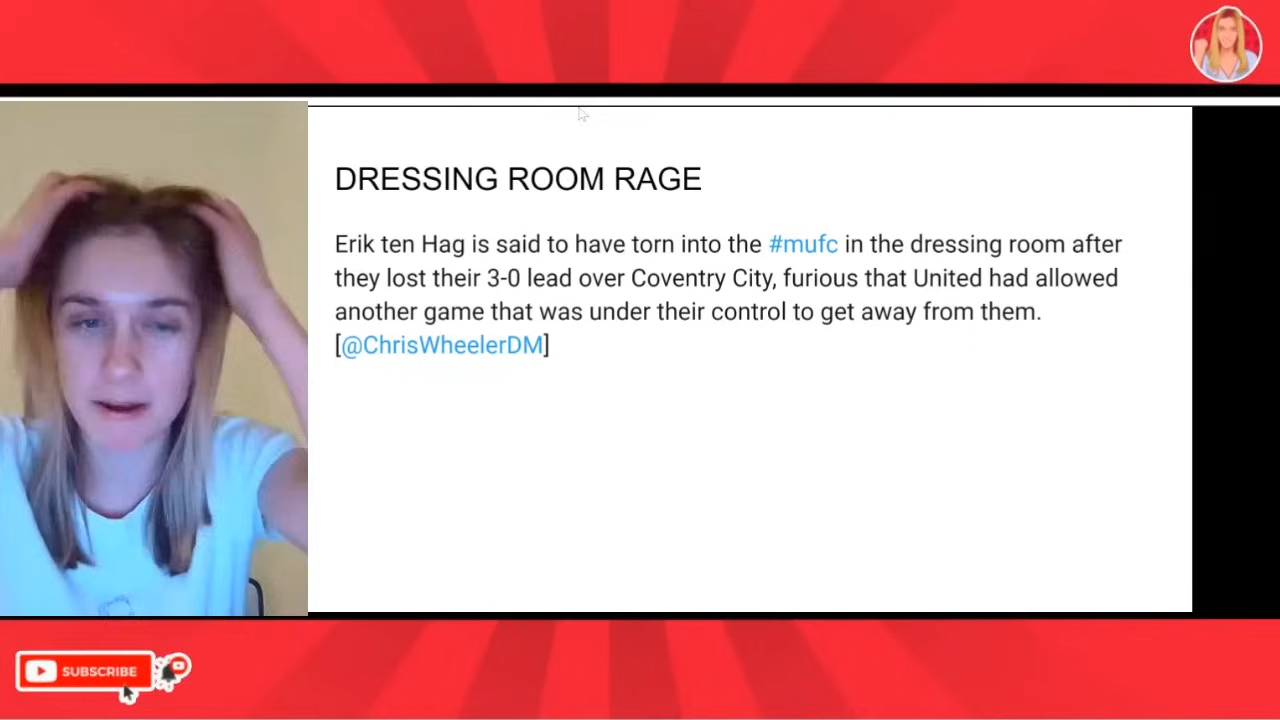 DRESSING ROOM RAGE
Erik ten Hag is said to have torn into the #mufc in the dressing room after
they lost their 3-0 lead over Coventry City, furious that United had allowed
another game that was under their control to get away from them.
[@ChrisWheelerDM]
SUBSCRIBE